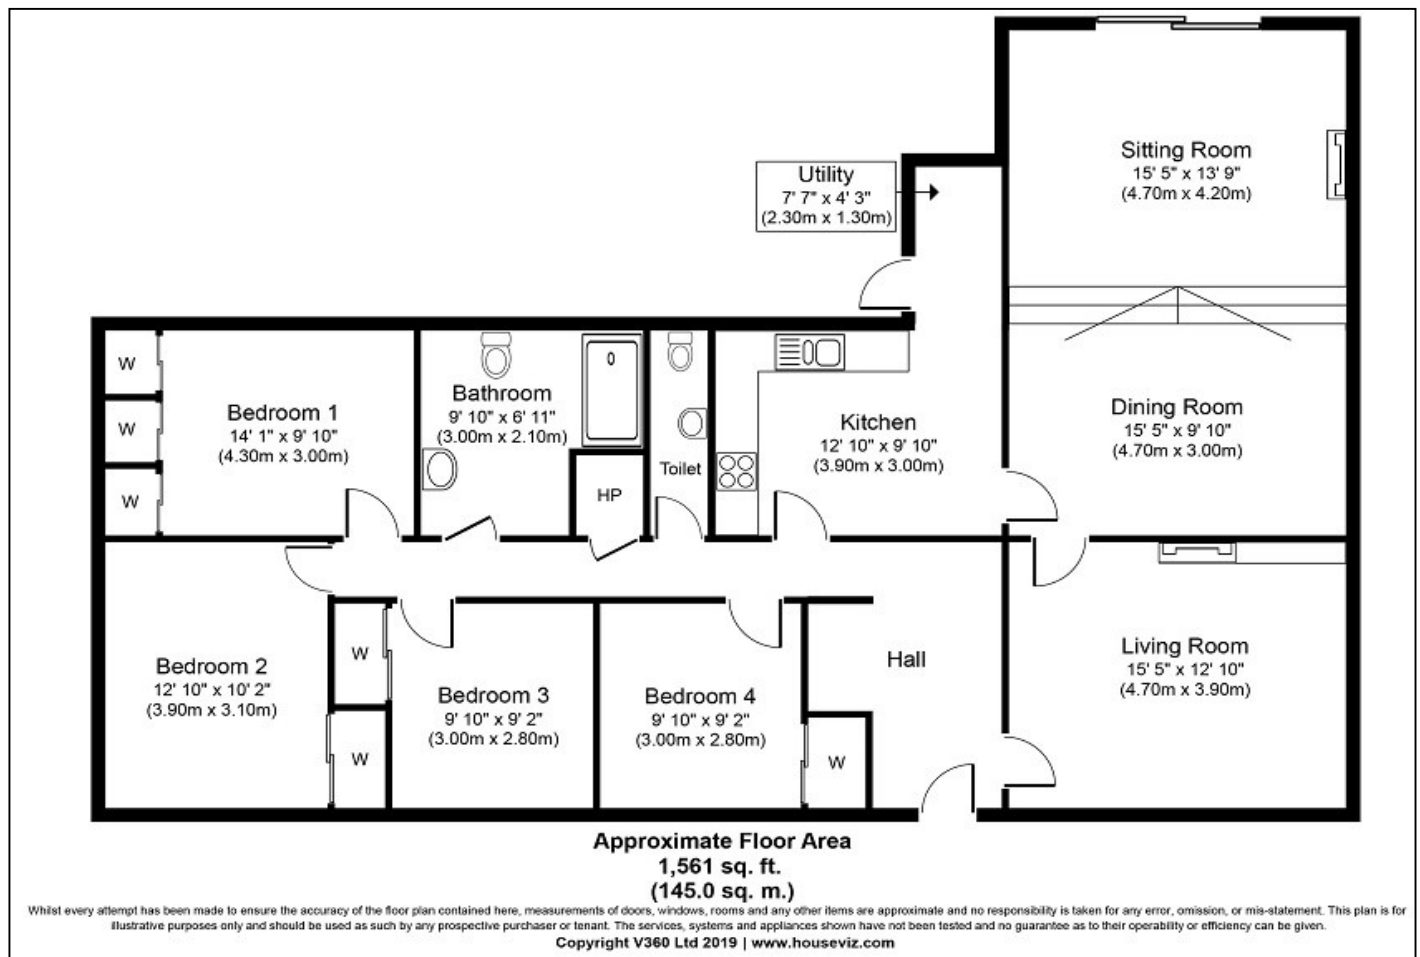 Sitting Room
15' 5" x 13' 9"
(4.70m x 4.20m)
Utility
7' 7" x 4' 3"
(2.30m x 1.30m)
W
W
W
Bedroom 1
14' 1" x 9' 10"
(4.30m x 3.00m)
Bathroom
9' 10" x 6' 11"
(3.00m x 2.10m)
HP
Toilet
Kitchen
12' 10" x 9' 10"
(3.90m x 3.00m)
Dining Room
15' 5" x 9' 10"
(4.70m x 3.00m)
Bedroom 2
12' 10" x 10' 2"
(3.90m x 3.10m)
W
W
Bedroom 3
9' 10" x 9' 2"
(3.00m x 2.80m)
Bedroom 4
9' 10" x 9' 2"
(3.00m x 2.80m)
W
Hall
Living Room
15' 5" x 12' 10"
(4.70m x 3.90m)
Approximate Floor Area
1,561 sq. ft.
(145.0 sq. m.)
Whilst every attempt has been made to ensure the accuracy of the floor plan contained here, measurements of doors, windows, rooms and any other items are approximate and no responsibility is taken for any error, omission, or mis-statement. This plan is for
illustrative purposes only and should be used as such by any prospective purchaser or tenant. The services, systems and appliances shown have not been tested and no guarantee as to their operability or efficiency can be given.
Copyright V360 Ltd 2019 | www.houseviz.com